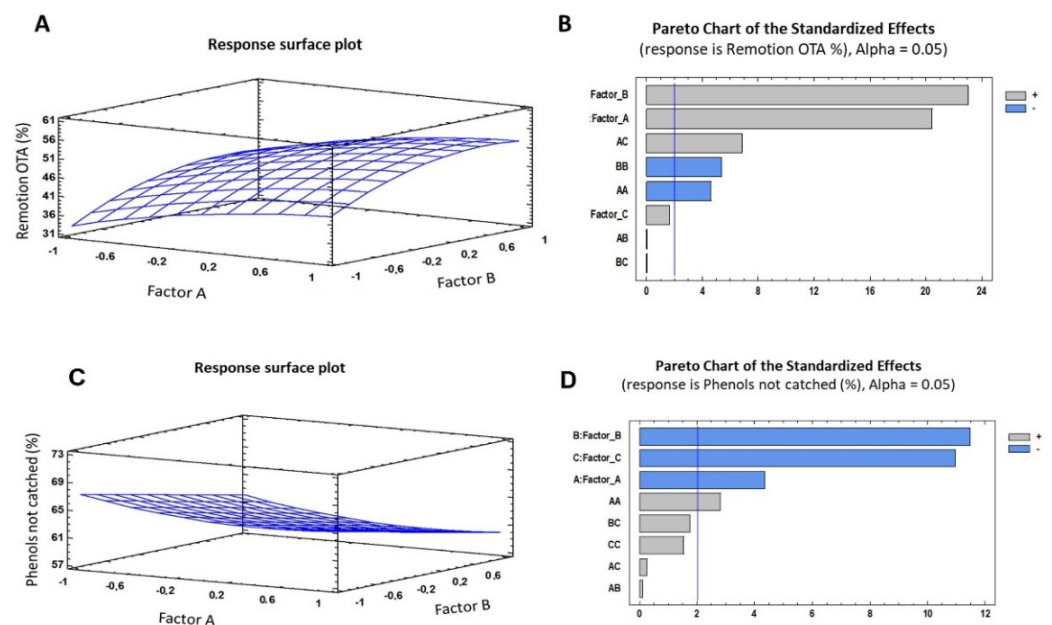 A
Response surface plot
Remotion OTA (%)
61
56
51
46
41
36
31
-1
-0.6
0.2
0.6
1
Factor A
-1
-0.6
-0.2
0.2
0.6
1
Factor B
B
Pareto Chart of the Standardized Effects
(response is Remotion OTA %), Alpha = 0.05)
Factor_B
:Factor_A
AC
BB
AA
Factor_C
AB
BC
0 4 8 12 16 20 24
+
-
C
Response surface plot
Phenols not catched (%)
73
69
65
61
57
-1
-0.6
0.2
0.6
1
Factor A
-1
-0.6
-0.2
0.2
0.6
Factor B
D
Pareto Chart of the Standardized Effects
(response is Phenols not catched (%), Alpha = 0.05)
B:Factor_B
C:Factor_C
A:Factor_A
AA
BC
CC
AC
AB
0 2 4 6 8 10 12
+
-